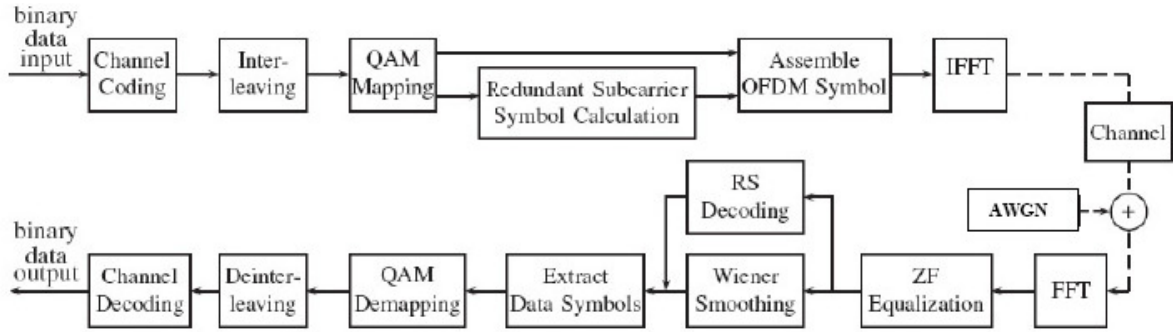 binary
data
input
Channel
Coding
Inter-
leaving
QAM
Mapping
Redundant Subcarrier
Symbol Calculation
Assemble
OFDM Symbol
IFFT
Channel
AWGN
+
RS
Decoding
binary
data
output
Channel
Decoding
Deinter-
leaving
QAM
Demapping
Extract
Data Symbols
Wiener
Smoothing
ZF
Equalization
FFT